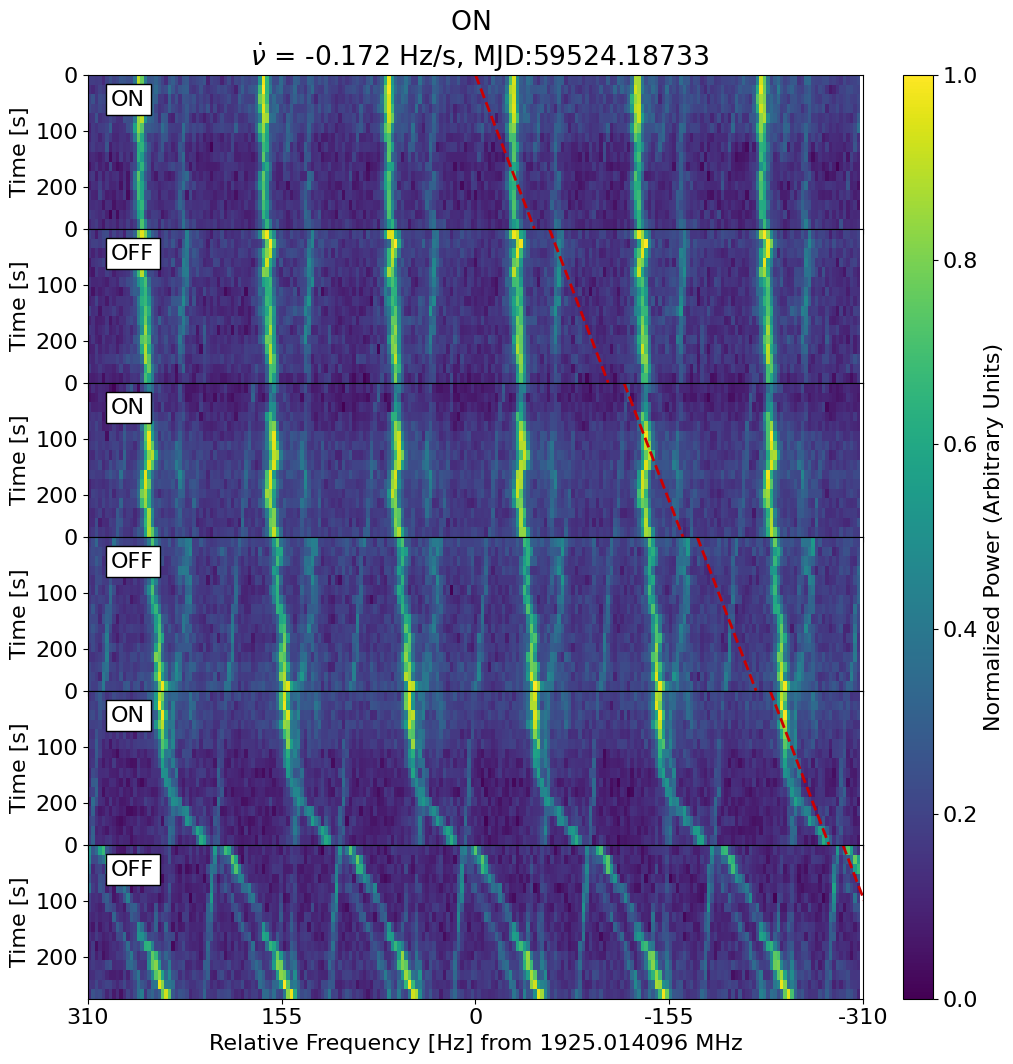 ON
ν̇ = -0.172 Hz/s, MJD:59524.18733
0
ON
Time [s]
100
200
0
OFF
Time [s]
100
200
0
ON
Time [s]
100
200
0
OFF
Time [s]
100
200
0
ON
Time [s]
100
200
0
OFF
Time [s]
100
200
310 155 0 -155 -310
Relative Frequency [Hz] from 1925.014096 MHz
1.0
0.8
0.6
0.4
0.2
0.0
Normalized Power (Arbitrary Units)